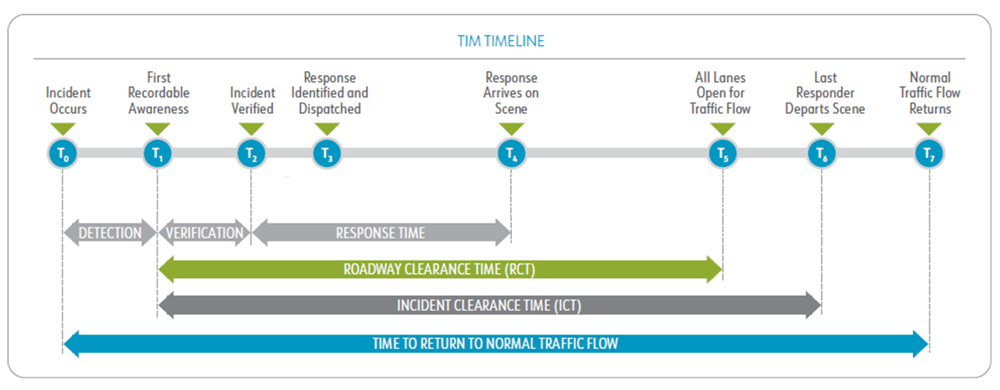 TIM TIMELINE
Incident
Occurs
First
Recordable
Awareness
Incident
Verified
Response
Identified and
Dispatched
Response
Arrives on
Scene
All Lanes
Open for
Traffic Flow
Last
Responder
Departs Scene
Normal
Traffic Flow
Returns
T0
T1
T2
T3
T4
T5
T6
T7
DETECTION
VERIFICATION
RESPONSE TIME
ROADWAY CLEARANCE TIME (RCT)
INCIDENT CLEARANCE TIME (ICT)
TIME TO RETURN TO NORMAL TRAFFIC FLOW